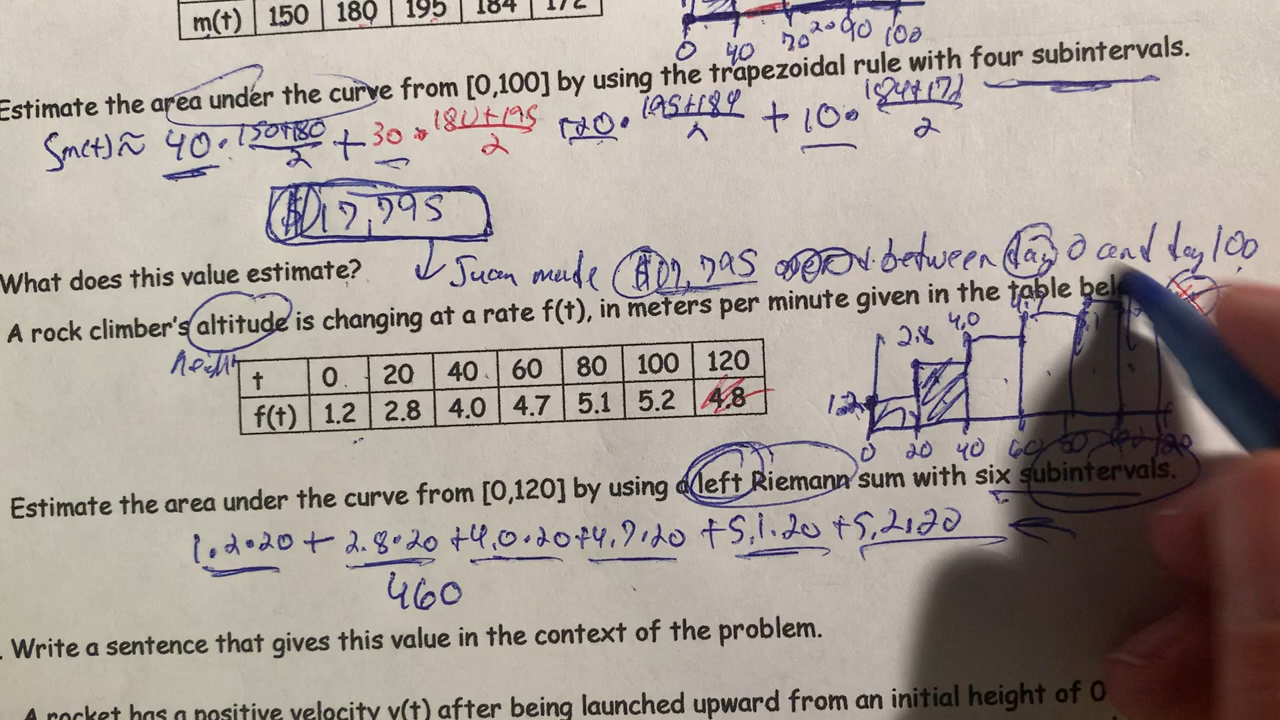 m(t) 150 180 195 184 172
0 40 70 20 90 100
Estimate the area under the curve from [0,100] by using the trapezoidal rule with four subintervals.
∫m(t) ≈ 40 · 150+180/2 + 30 · 180+195/2 20 · 195+184/2 + 10 · 184+172/2
$17,795
What does this value estimate? Juan made $17,795 between day 0 and day 100
A rock climber's altitude is changing at a rate f(t), in meters per minute given in the table
height
t 0 20 40 60 80 100 120
f(t) 1.2 2.8 4.0 4.7 5.1 5.2 4.8
2.8 4.0
1.2
0 20 40 60
Estimate the area under the curve from [0,120] by using a left Riemann sum with six subintervals.
1.2·20 + 2.8·20 + 4.0·20 + 4.7·20 + 5.1·20 + 5.2·20
460
. Write a sentence that gives this value in the context of the problem.
A rocket has a positive velocity v(t) after being launched upward from an initial height of 0